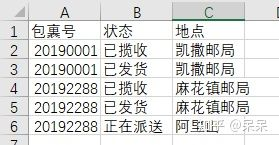 A B C
1 包裹号 状态 地点
2 20190001 已揽收 凯撒邮局
3 20190001 已发货 凯撒邮局
4 20192288 已揽收 麻花镇邮局
5 20192288 已发货 麻花镇邮局
6 20192288 正在派送 阿里山
7
知乎 @呆呆